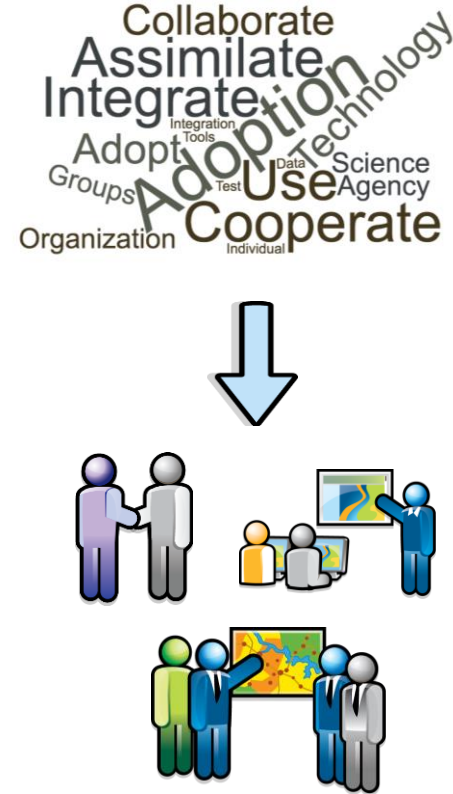 Collaborate
Assimilate
Technology
Integrate
Adoption
Integration
Tools
Adopt
Data
Science
Groups
Test
Use
Agency
Cooperate
Organization
Individual